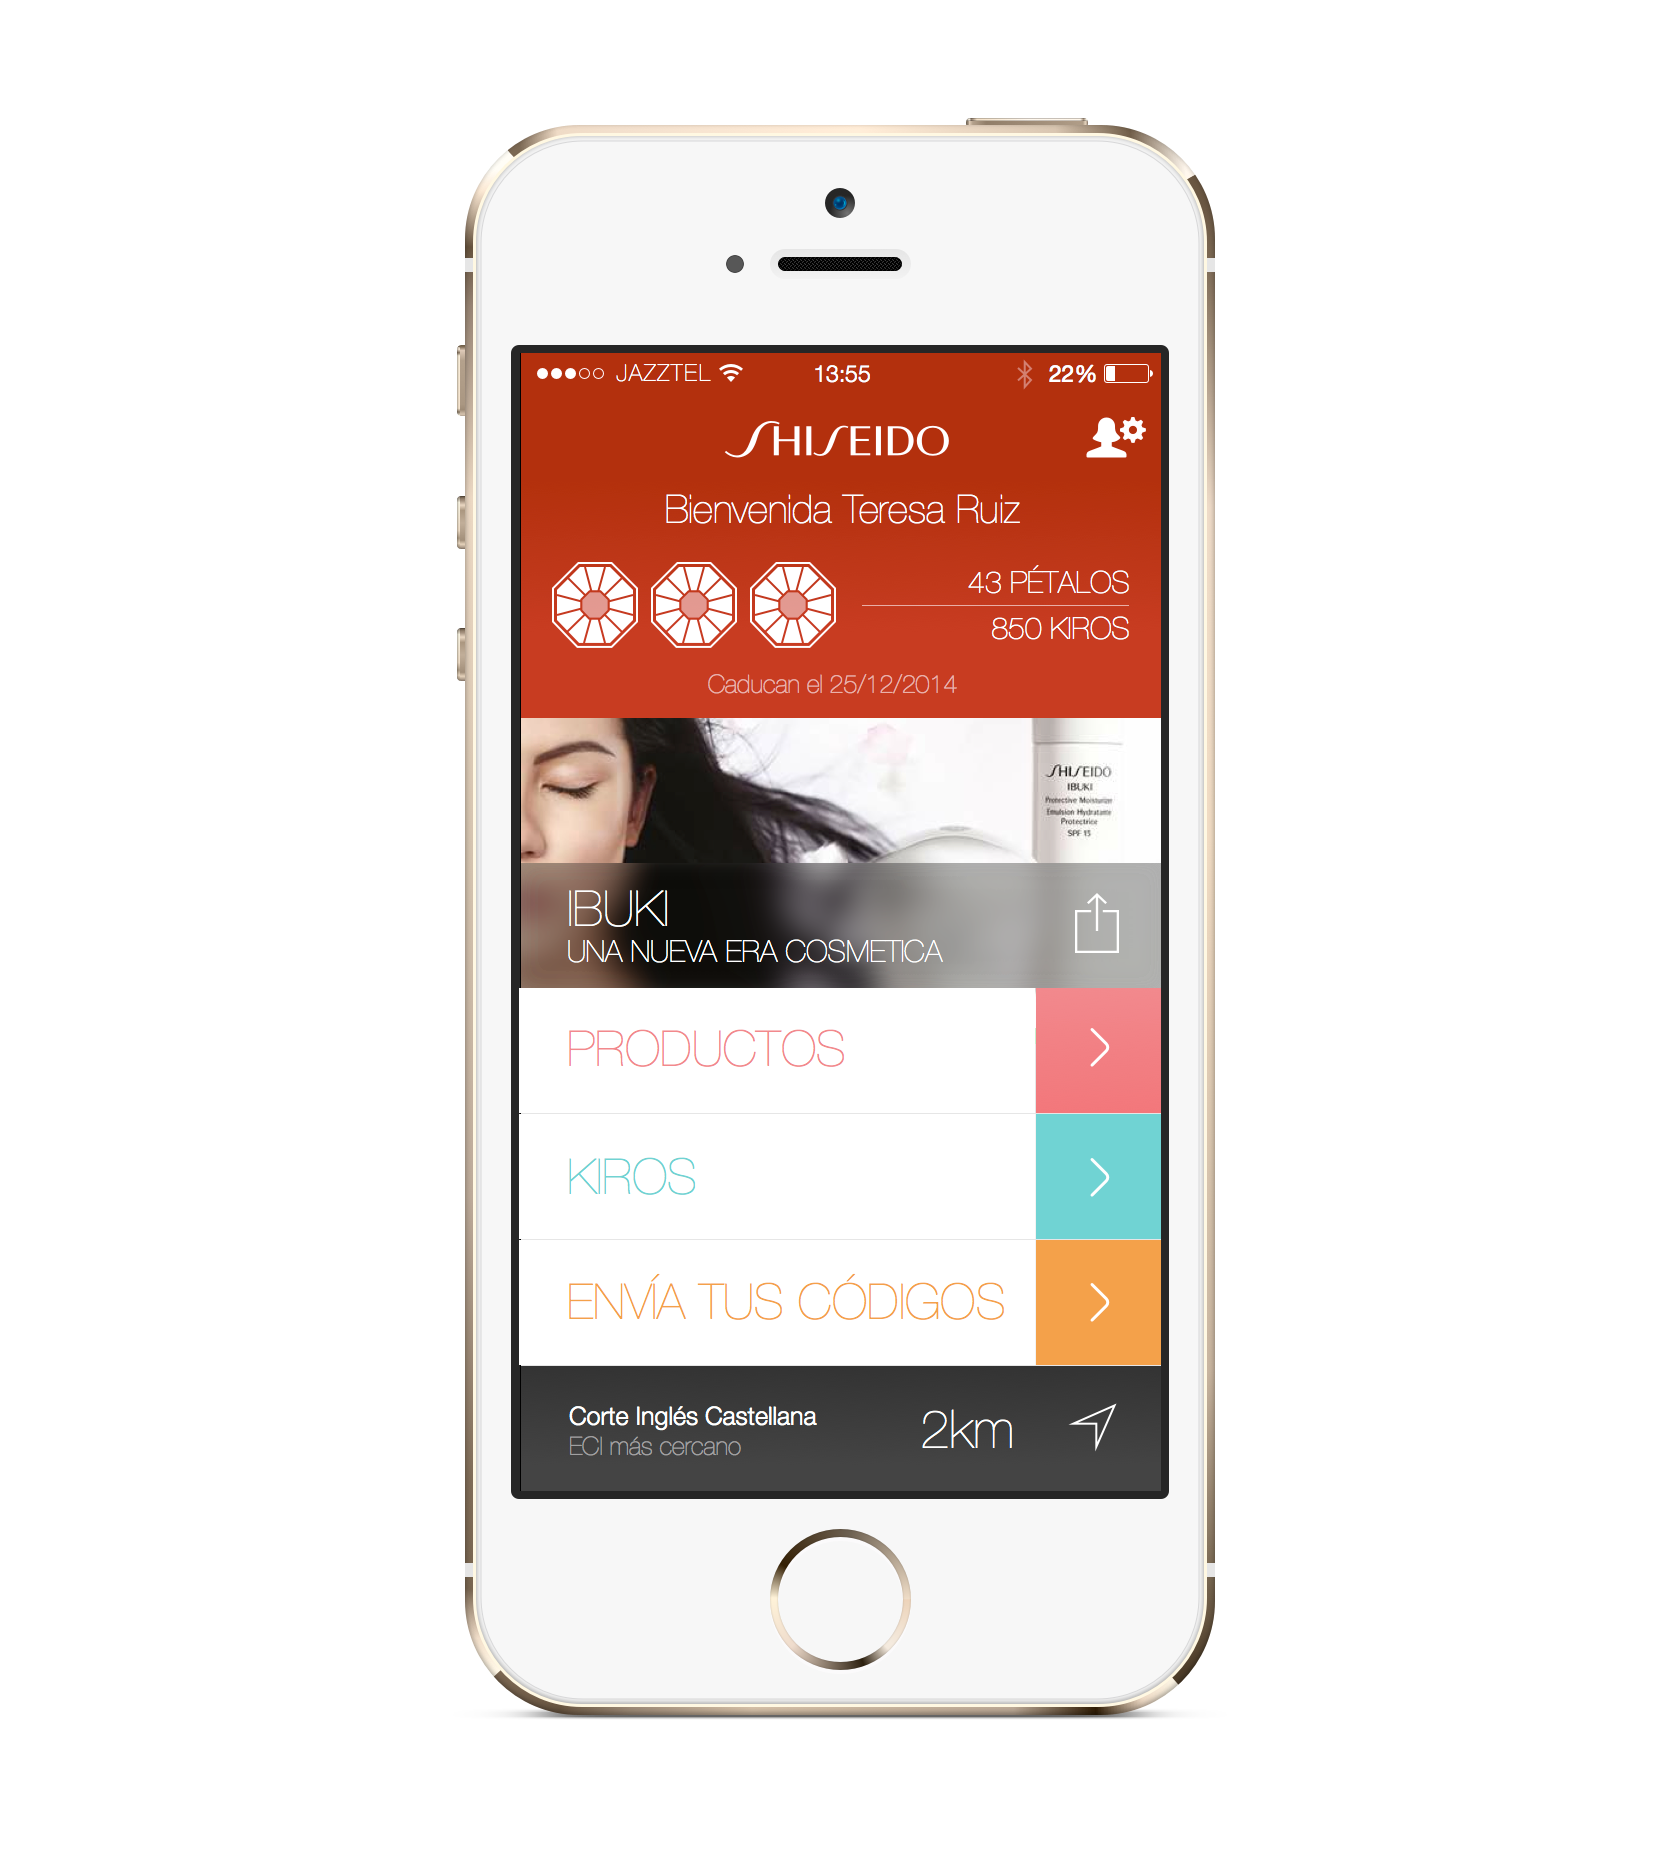 JAZZTEL 13:55 22%
SHISEIDO
Bienvenida Teresa Ruiz
43 PÉTALOS
850 KIROS
Caducan el 25/12/2014
SHISEIDO
IBUKI
Protective Moisturizer
Emulsion Hydratante
Protectrice
SPF 15
IBUKI
UNA NUEVA ERA COSMETICA
PRODUCTOS
KIROS
ENVÍA TUS CÓDIGOS
Corte Inglés Castellana
ECI más cercano
2km